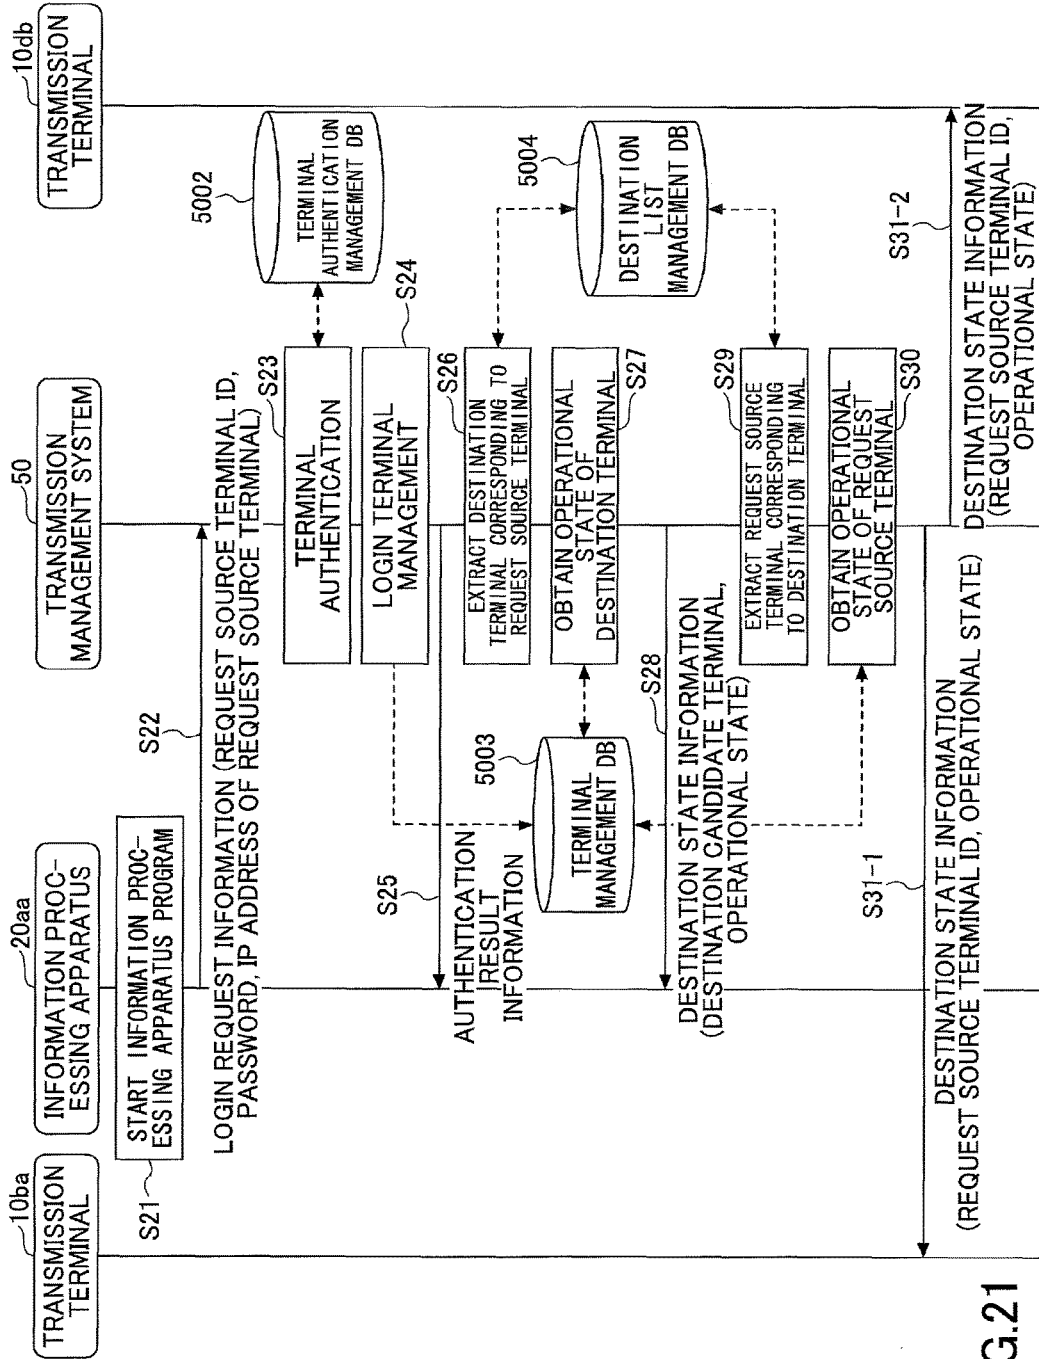 10ba
TRANSMISSION
TERMINAL
20aa
INFORMATION PROC-
ESSING APPARATUS
50
TRANSMISSION
MANAGEMENT SYSTEM
10db
TRANSMISSION
TERMINAL
S21
START INFORMATION PROC-
ESSING APPARATUS PROGRAM
S22
LOGIN REQUEST INFORMATION (REQUEST SOURCE TERMINAL ID,
PASSWORD, IP ADDRESS OF REQUEST SOURCE TERMINAL)
S23
TERMINAL
AUTHENTICATION
5002
TERMINAL
AUTHENTICATION
MANAGEMENT DB
S24
LOGIN TERMINAL
MANAGEMENT
S25
AUTHENTICATION
RESULT
INFORMATION
S26
EXTRACT DESTINATION
TERMINAL CORRESPONDING TO
REQUEST SOURCE TERMINAL
5004
DESTINATION
LIST
MANAGEMENT DB
5003
TERMINAL
MANAGEMENT DB
S27
OBTAIN OPERATIONAL
STATE OF
DESTINATION TERMINAL
S28
DESTINATION STATE INFORMATION
(DESTINATION CANDIDATE TERMINAL,
OPERATIONAL STATE)
S29
EXTRACT REQUEST SOURCE
TERMINAL CORRESPONDING
TO DESTINATION TERMINAL
S30
OBTAIN OPERATIONAL
STATE OF REQUEST
SOURCE TERMINAL
S31-1
DESTINATION STATE INFORMATION
(REQUEST SOURCE TERMINAL ID, OPERATIONAL STATE)
S31-2
DESTINATION STATE INFORMATION
(REQUEST SOURCE TERMINAL ID,
OPERATIONAL STATE)
G.21